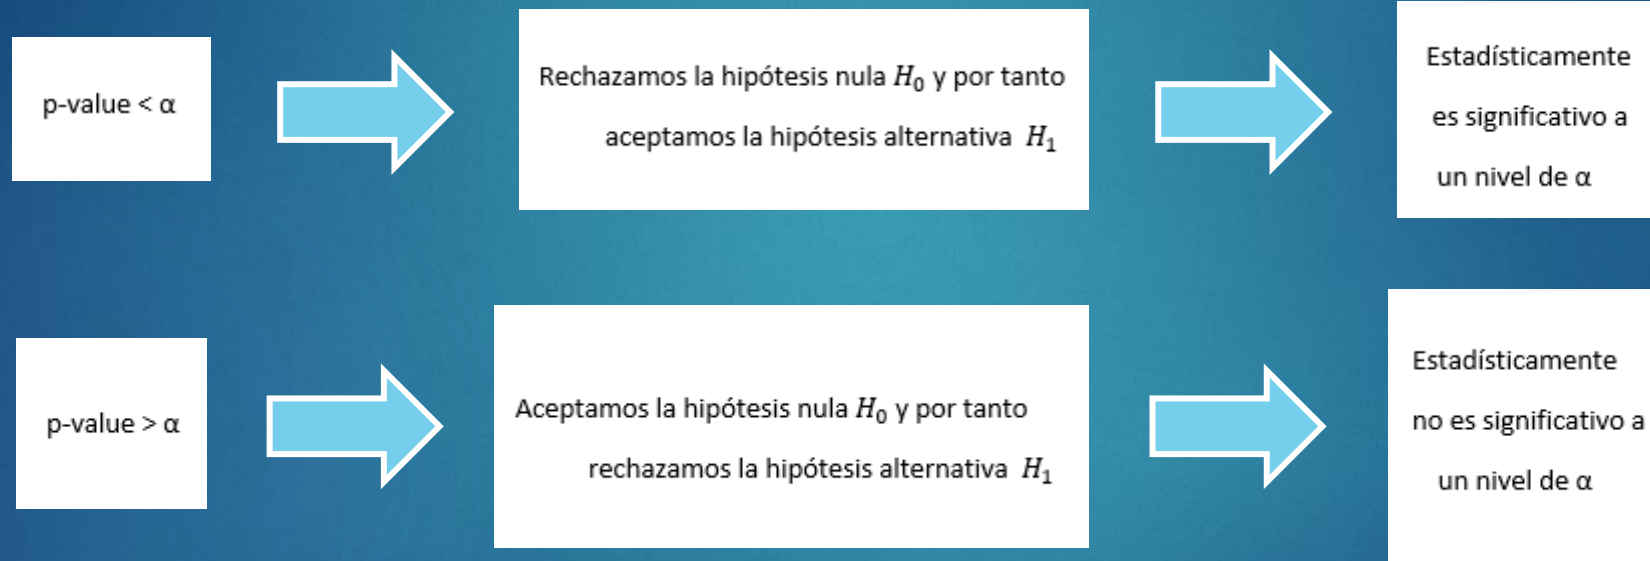 p-value < α
Rechazamos la hipótesis nula H₀ y por tanto
aceptamos la hipótesis alternativa H₁
Estadísticamente
es significativo a
un nivel de α
p-value > α
Aceptamos la hipótesis nula H₀ y por tanto
rechazamos la hipótesis alternativa H₁
Estadísticamente
no es significativo a
un nivel de α